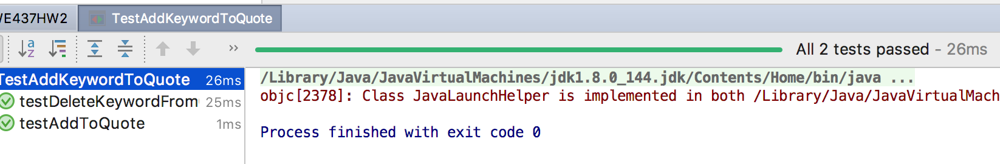 WE437HW2 TestAddKeywordToQuote
a z » All 2 tests passed - 26ms
TestAddKeywordToQuote 26ms /Library/Java/JavaVirtualMachines/jdk1.8.0_144.jdk/Contents/Home/bin/java ...
testDeleteKeywordFrom 25ms objc[2378]: Class JavaLaunchHelper is implemented in both /Library/Java/JavaVirtualMach
testAddToQuote 1ms
Process finished with exit code 0